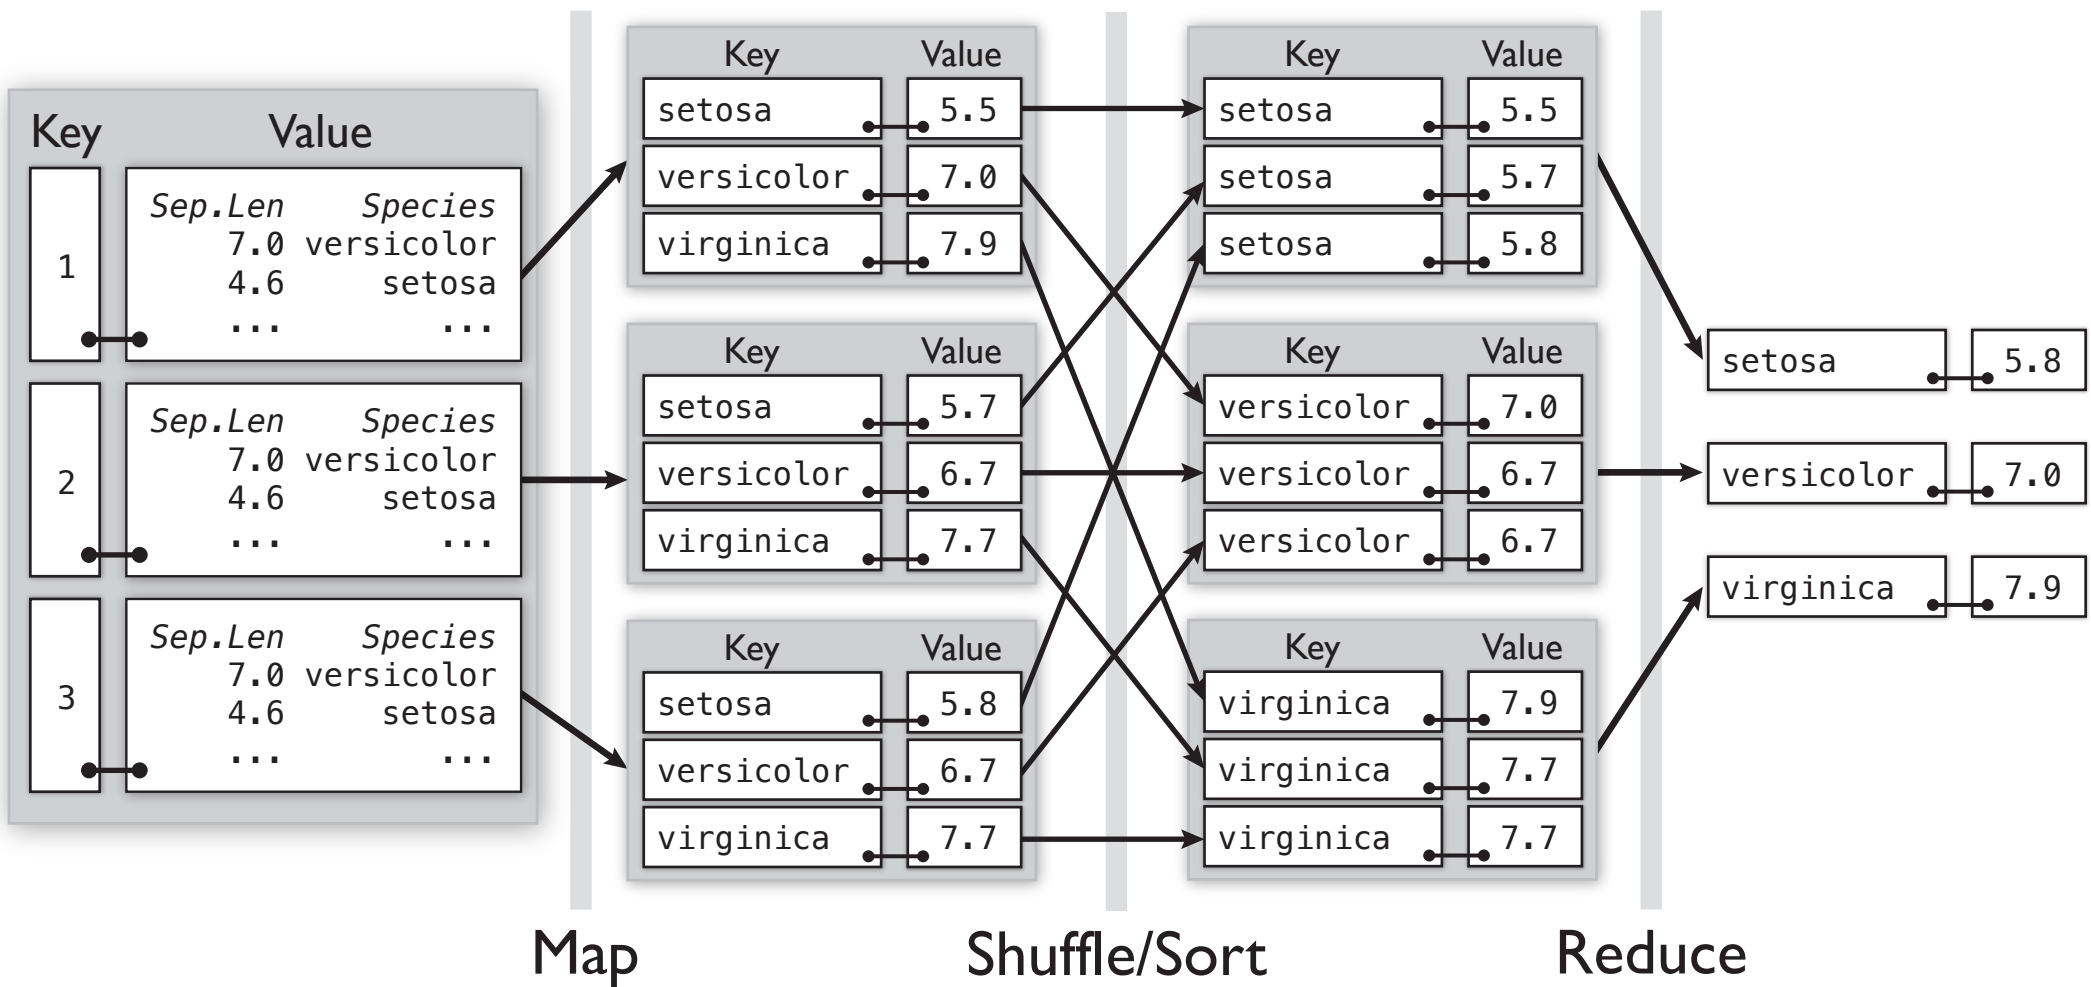 Key Value
1
Sep.Len Species
7.0 versicolor
4.6 setosa
... ...
2
Sep.Len Species
7.0 versicolor
4.6 setosa
... ...
3
Sep.Len Species
7.0 versicolor
4.6 setosa
... ...
Key Value
setosa 5.5
versicolor 7.0
virginica 7.9
Key Value
setosa 5.7
versicolor 6.7
virginica 7.7
Key Value
setosa 5.8
versicolor 6.7
virginica 7.7
Key Value
setosa 5.5
setosa 5.7
setosa 5.8
Key Value
versicolor 7.0
versicolor 6.7
versicolor 6.7
Key Value
virginica 7.9
virginica 7.7
virginica 7.7
setosa 5.8
versicolor 7.0
virginica 7.9
Map Shuffle/Sort Reduce